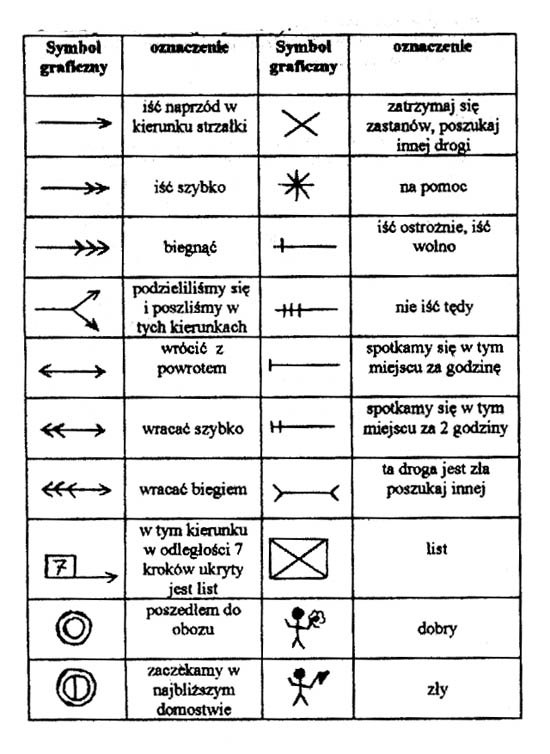 Symbol graficzny
oznaczenie
Symbol graficzny
oznaczenie
iść naprzód w
kierunku strzałki
zatrzymaj się
zastanów, poszukaj
innej drogi
iść szybko
na pomoc
biegnąć
iść ostrożnie, iść
wolno
podzieliliśmy się
i poszliśmy w
tych kierunkach
nie iść tędy
wrócić z
powrotem
spotkamy się w tym
miejscu za godzinę
wracać szybko
spotkamy się w tym
miejscu za 2 godziny
wracać biegiem
ta droga jest zła
poszukaj innej
7
w tym kierunku
w odległości 7
kroków ukryty
jest list
list
poszedłem do
obozu
dobry
zaczekamy w
najbliższym
domostwie
zły